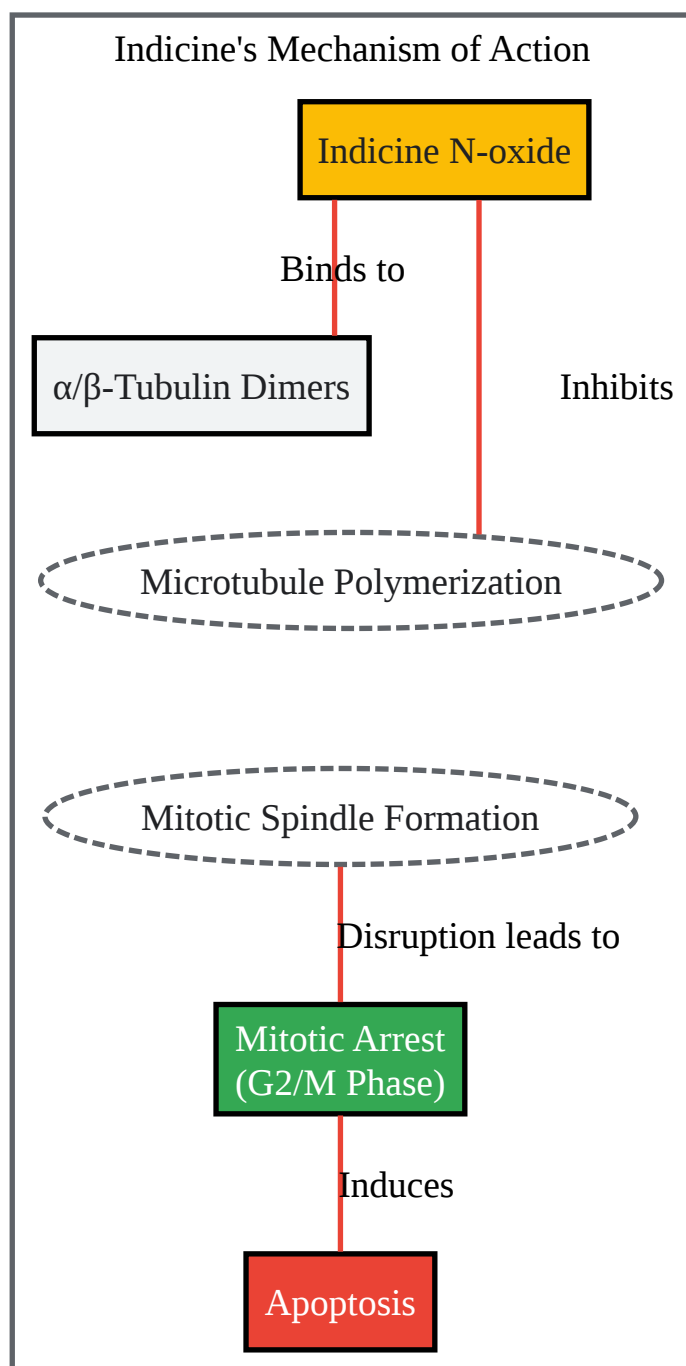 Indicine's Mechanism of Action
Indicine N-oxide
Binds to
α/β-Tubulin Dimers
Inhibits
Microtubule Polymerization
Mitotic Spindle Formation
Disruption leads to
Mitotic Arrest
(G2/M Phase)
Induces
Apoptosis